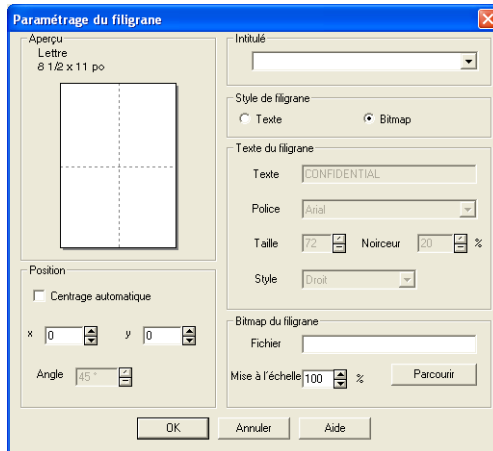 Paramétrage du filigrane
Aperçu
Lettre
8 1/2 x 11 po
Position
Centrage automatique
x 0 y 0
Angle 45 °
Intitulé
Style de filigrane
Texte Bitmap
Texte du filigrane
Texte CONFIDENTIAL
Police Arial
Taille 72 Noirceur 20 %
Style Droit
Bitmap du filigrane
Fichier
Mise à l'échelle 100 % Parcourir
OK Annuler Aide